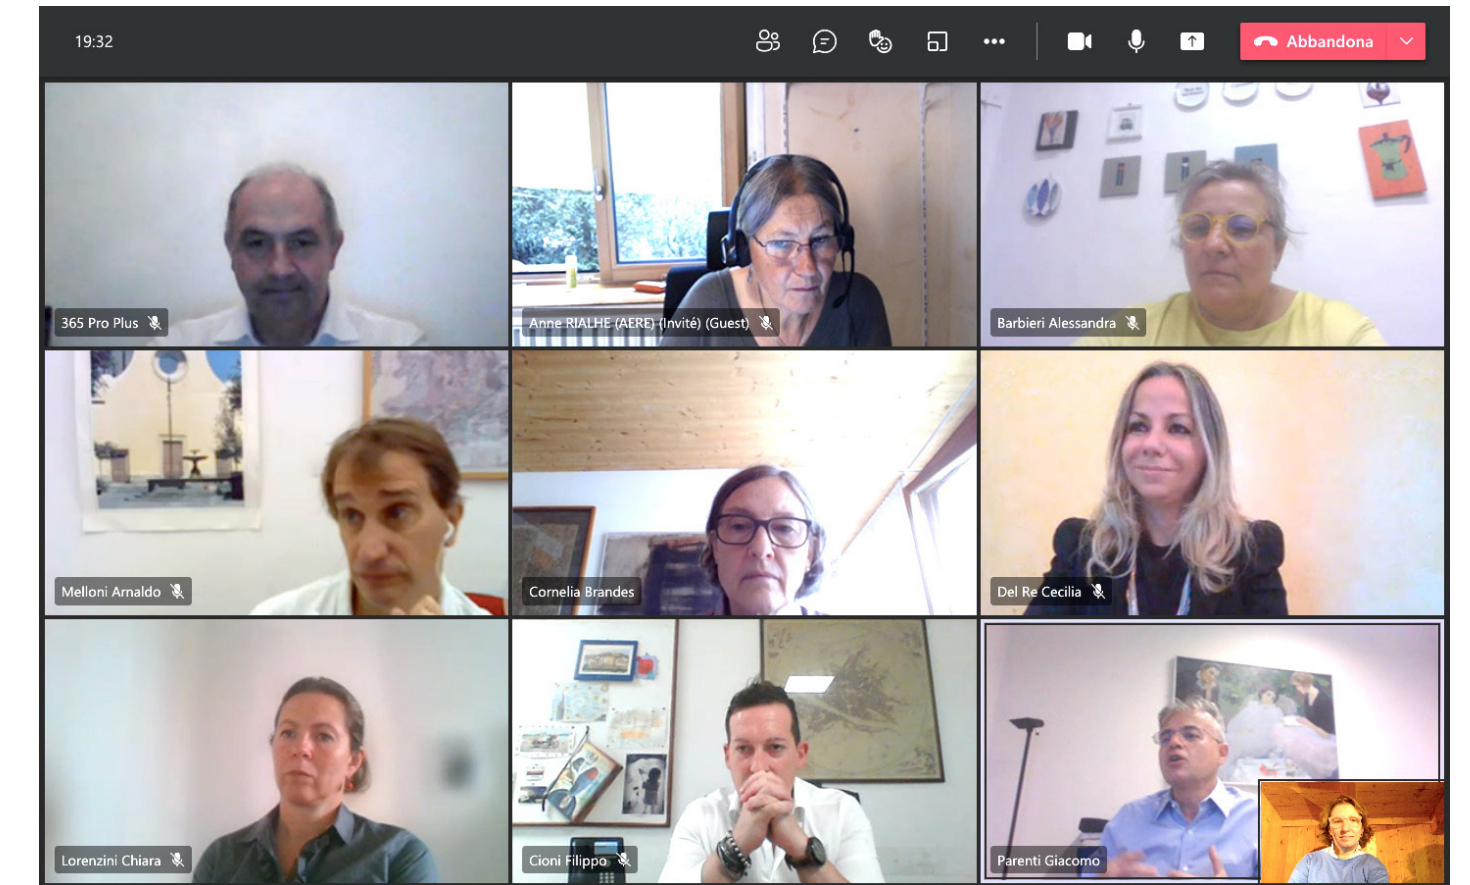 19:32
Abbandona
365 Pro Plus
Anne RIALHE (AERE) (Invité) (Guest)
Barbieri Alessandra
Melloni Arnaldo
Cornelia Brandes
Del Re Cecilia
Lorenzini Chiara
Cioni Filippo
Parenti Giacomo